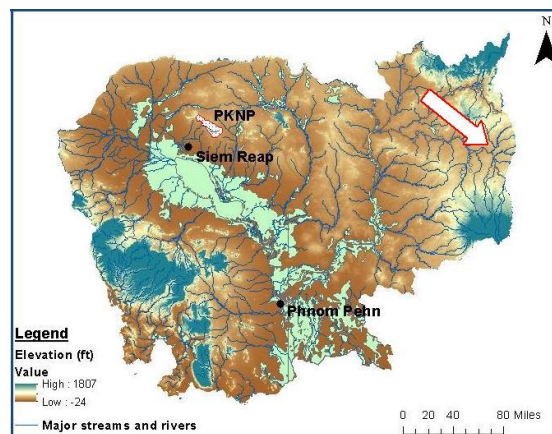 N
PKNP
Siem Reap
Phnom Pehn
Legend
Elevation (ft)
Value
High : 1807
Low : -24
Major streams and rivers
0 20 40 80 Miles